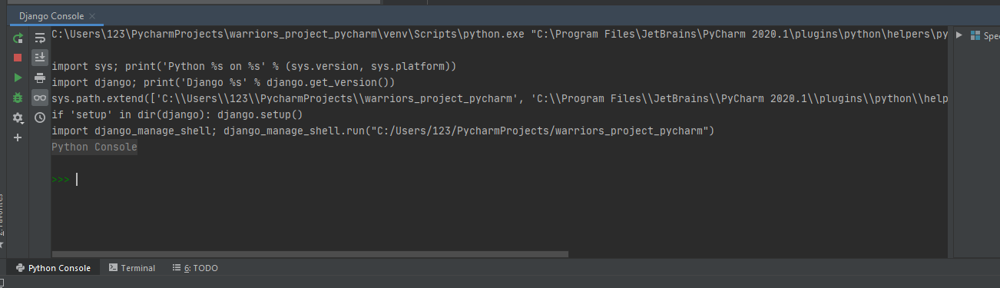 Django Console
C:\Users\123\PycharmProjects\warriors_project_pycharm\venv\Scripts\python.exe "C:\Program Files\JetBrains\PyCharm 2020.1\plugins\python\helpers\py
import sys; print('Python %s on %s' % (sys.version, sys.platform))
import django; print('Django %s' % django.get_version())
sys.path.extend(['C:\\Users\\123\\PycharmProjects\\warriors_project_pycharm', 'C:\\Program Files\\JetBrains\\PyCharm 2020.1\\plugins\\python\\help
if 'setup' in dir(django): django.setup()
import django_manage_shell; django_manage_shell.run("C:/Users/123/PycharmProjects/warriors_project_pycharm")
Python Console
>>>
Spec
Python Console
Terminal
6: TODO